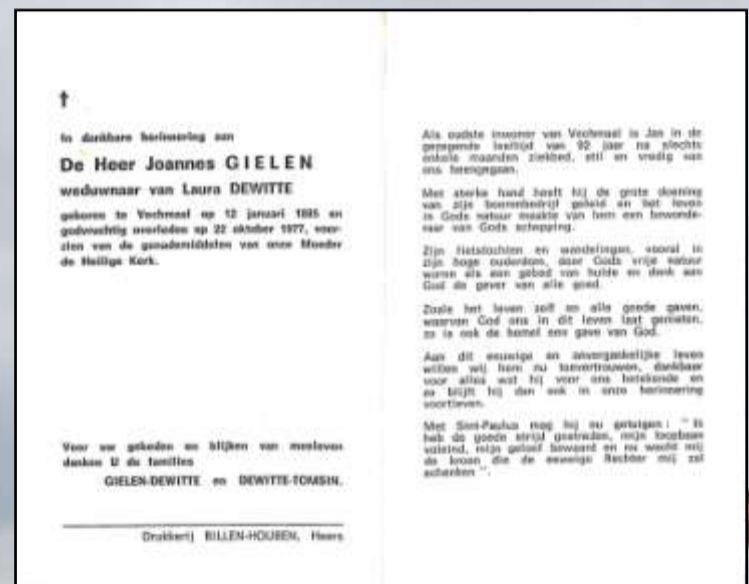 †
In dankbare herinnering aan
De Heer Joannes GIELEN
weduwnaar van Laura DEWITTE
geboren te Vechmaal op 12 januari 1885 en
godvruchtig overleden op 22 oktober 1977, voor-
zien van de genademiddelen van onze Moeder
de Heilige Kerk.
Voor uw gebeden en blijken van medeleven
danken U de families
GIELEN-DEWITTE en DEWITTE-TOMSIN.
Drukkerij BILLEN-HOUBEN, Heers
Als oudste inwoner van Vechmaal is Jan in de
gezegende leeftijd van 92 jaar na slechts
enkele maanden ziekbed, stil en vredig van
ons heengegaan.
Met sterke hand heeft hij de grote doening
van zijn boerenbedrijf geleid en het leven
in Gods natuur maakte van hem een bewonde-
raar van Gods schepping.
Zijn fietstochten en wandelingen, vooral in
zijn hoge ouderdom, door Gods vrije natuur
waren als een gebed van hulde en dank aan
God de gever van alle goed.
Zoals het leven zelf en alle goede gaven,
waarvan God ons in dit leven laat genieten,
zo is ook de hemel een gave van God.
Aan dit eeuwige en onvergankelijke leven
willen wij hem nu toevertrouwen, dankbaar
voor alles wat hij voor ons betekende en
zo blijft hij dan ook in onze herinnering
voortleven.
Met Sint-Paulus mag hij nu getuigen : " Ik
heb de goede strijd gestreden, mijn loopbaan
voleind, mijn geloof bewaard en nu wacht mij
de kroon die de eeuwige Rechter mij zal
schenken ".